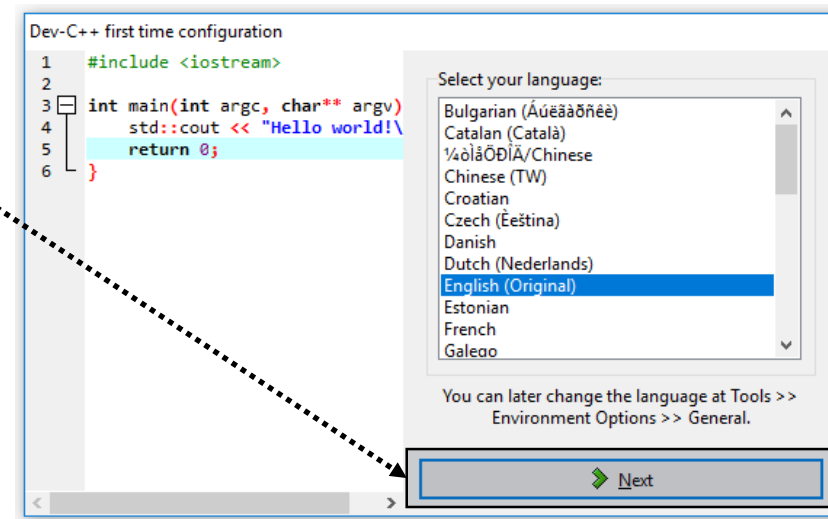 Dev-C++ first time configuration
1 #include <iostream>
2
3 int main(int argc, char** argv)
4 std::cout << "Hello world!\
5 return 0;
6 }
Select your language:
Bulgarian (Áúëãàðñêè)
Catalan (Català)
¼òÌåÖÐÎÄ/Chinese
Chinese (TW)
Croatian
Czech (Èeština)
Danish
Dutch (Nederlands)
English (Original)
Estonian
French
Galego
You can later change the language at Tools >>
Environment Options >> General.
Next